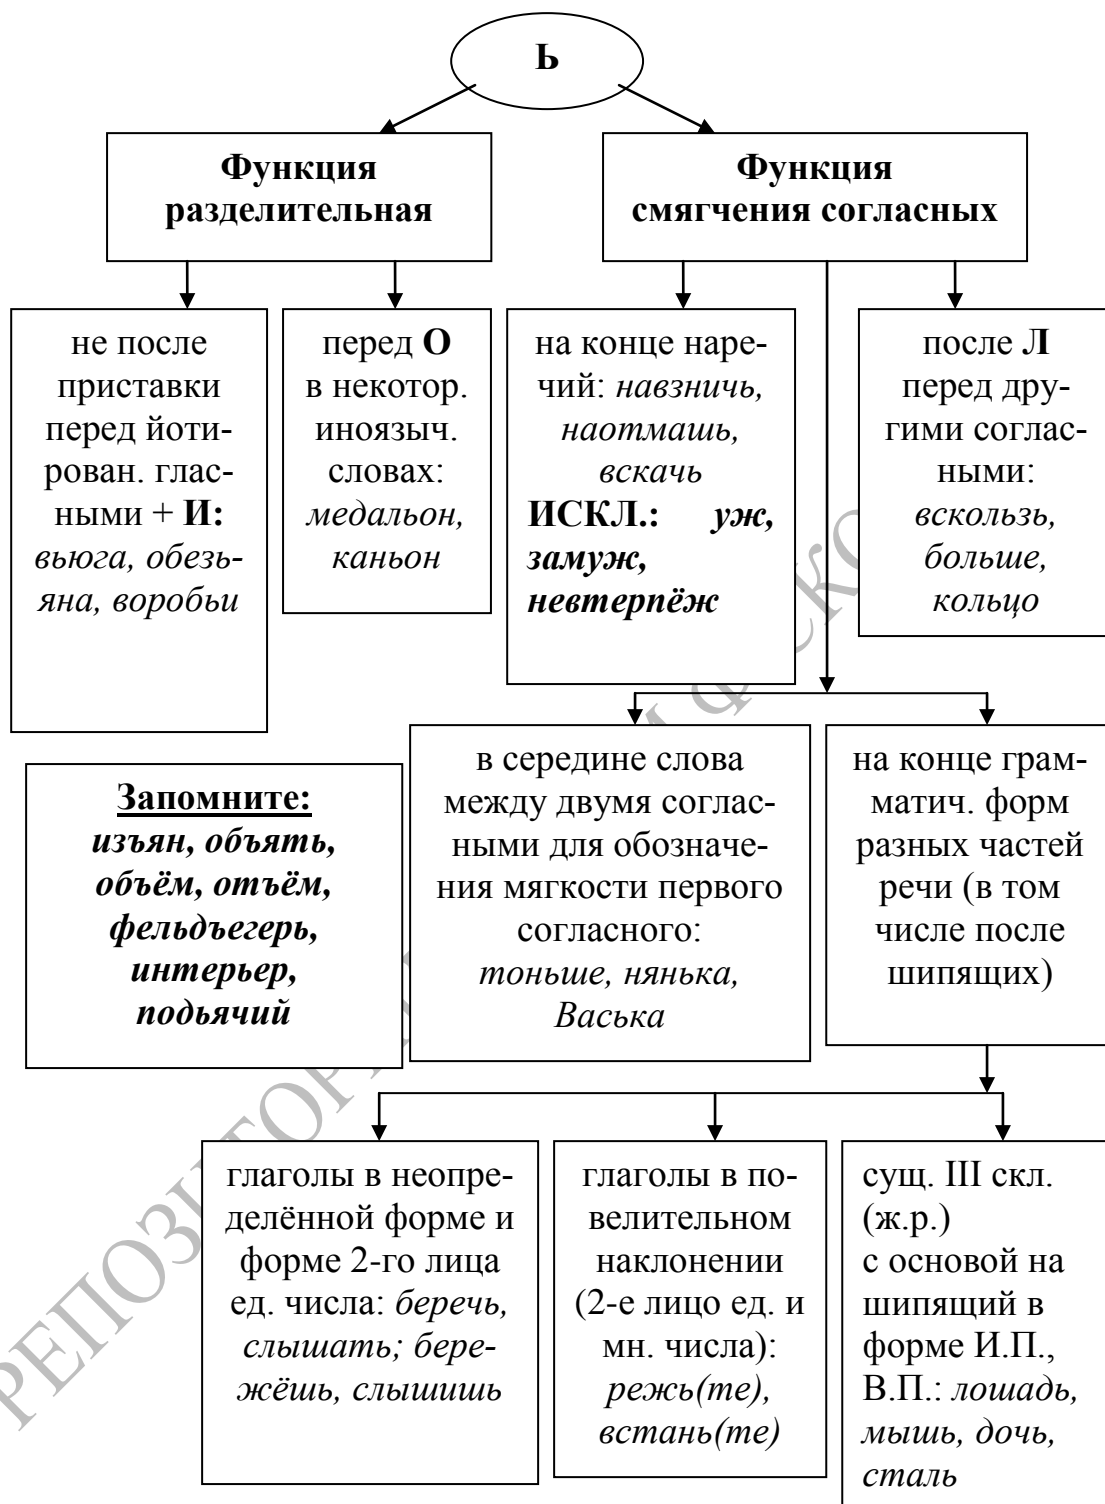 Ь
Функция
разделительная
Функция
смягчения согласных
не после
приставки
перед йоти-
рован. глас-
ными + И:
вьюга, обезь-
яна, воробьи
перед О
в некотор.
иноязыч.
словах:
медальон,
каньон
на конце наре-
чий: навзничь,
наотмашь,
вскачь
ИСКЛ.: уж,
замуж,
невтерпёж
после Л
перед дру-
гими соглас-
ными:
вскользь,
больше,
кольцо
Запомните:
изъян, объять,
объём, отъём,
фельдъегерь,
интерьер,
подьячий
в середине слова
между двумя соглас-
ными для обозначе-
ния мягкости первого
согласного:
тоньше, нянька,
Васька
на конце грам-
матич. форм
разных частей
речи (в том
числе после
шипящих)
глаголы в неопре-
делённой форме и
форме 2-го лица
ед. числа: беречь,
слышать; бере-
жёшь, слышишь
глаголы в по-
велительном
наклонении
(2-е лицо ед. и
мн. числа):
режь(те),
встань(те)
сущ. III скл.
(ж.р.)
с основой на
шипящий в
форме И.П.,
В.П.: лошадь,
мышь, дочь,
сталь